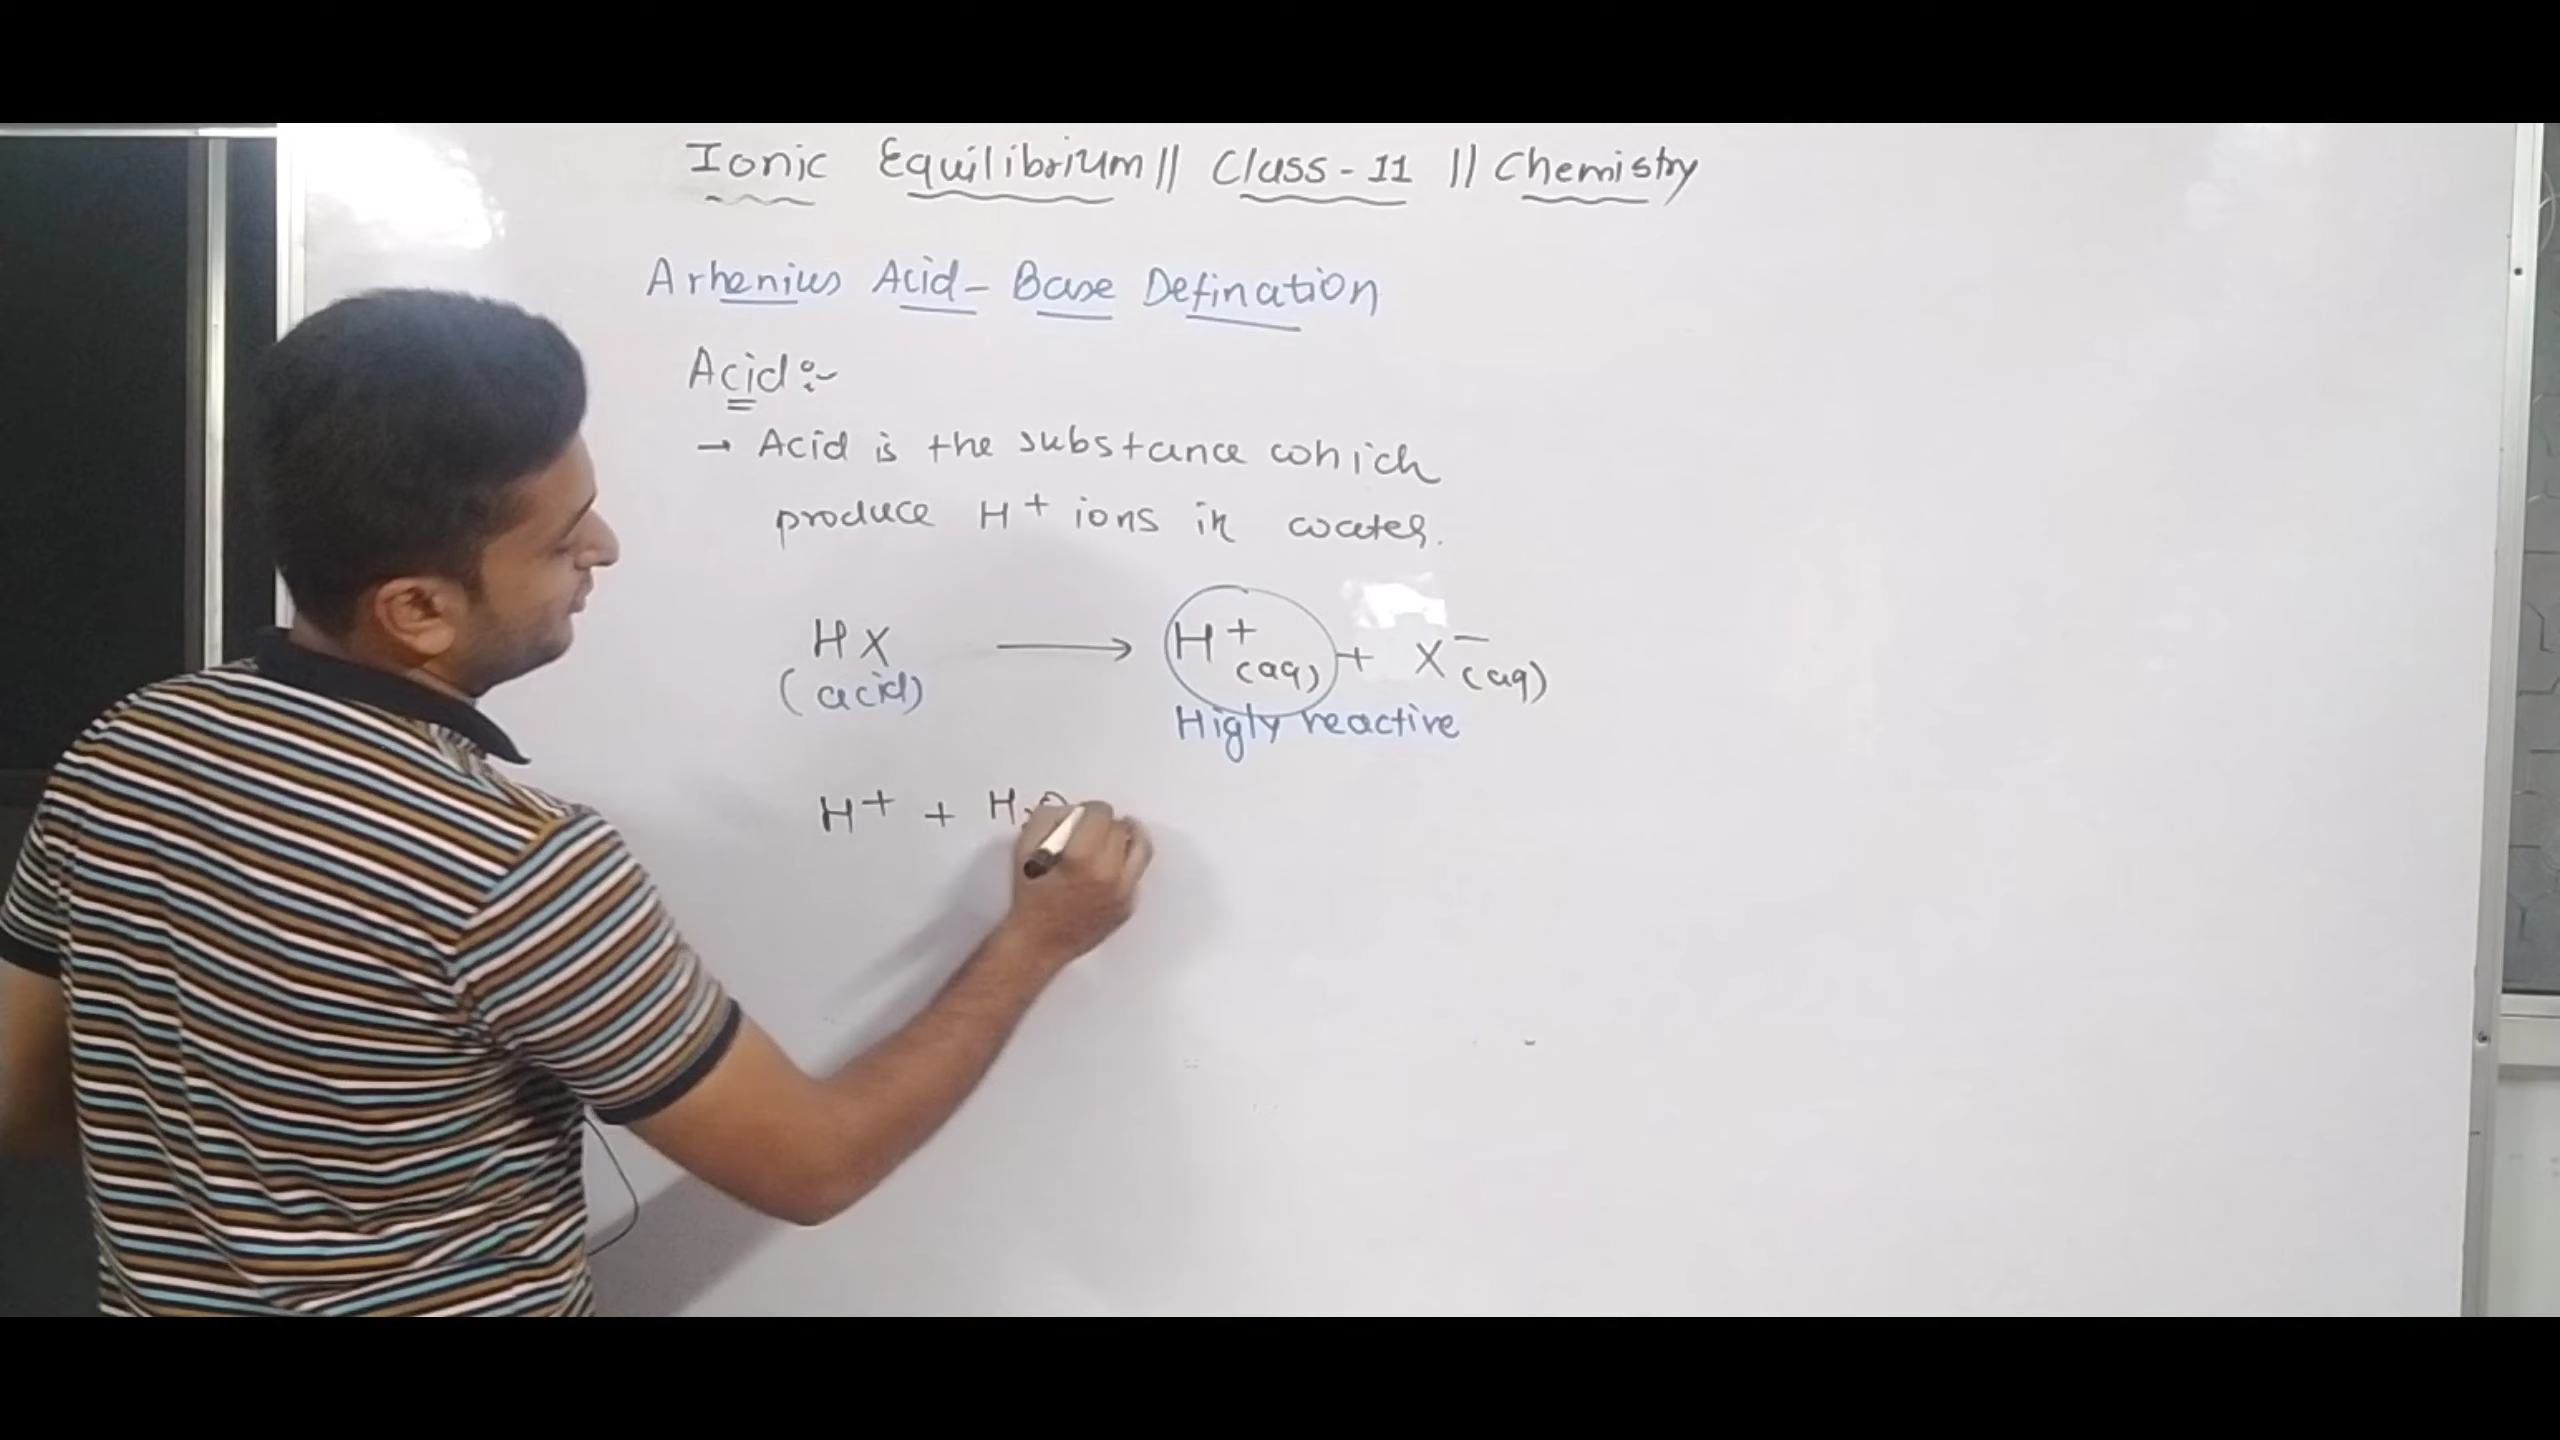 Ionic Equilibrium || Class - 11 || Chemistry
Arhenius Acid - Base Defination
Acid :-
→ Acid is the substance which
produce H+ ions in water.
HX → H+(aq) + X-(aq)
(acid)
Higly reactive
H+ + H2O